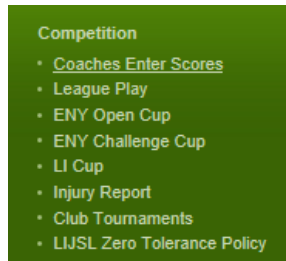 Competition
Coaches Enter Scores
League Play
ENY Open Cup
ENY Challenge Cup
LI Cup
Injury Report
Club Tournaments
LIJSL Zero Tolerance Policy